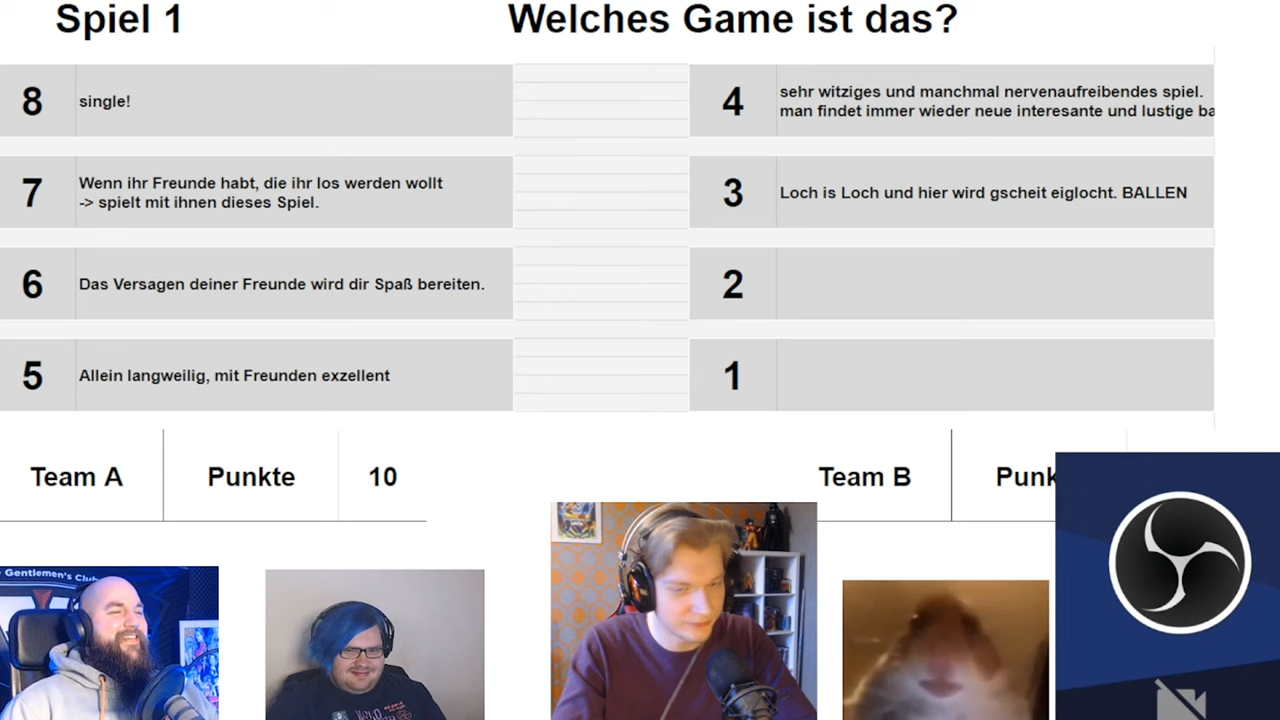 Spiel 1
Welches Game ist das?
8
single!
7
Wenn ihr Freunde habt, die ihr los werden wollt
-> spielt mit ihnen dieses Spiel.
6
Das Versagen deiner Freunde wird dir Spaß bereiten.
5
Allein langweilig, mit Freunden exzellent
4
sehr witziges und manchmal nervenaufreibendes spiel.
man findet immer wieder neue interesante und lustige ba
3
Loch is Loch und hier wird gscheit eiglocht. BALLEN
2
1
Team A
Punkte
10
Team B
Punk
Gentlemen's Club